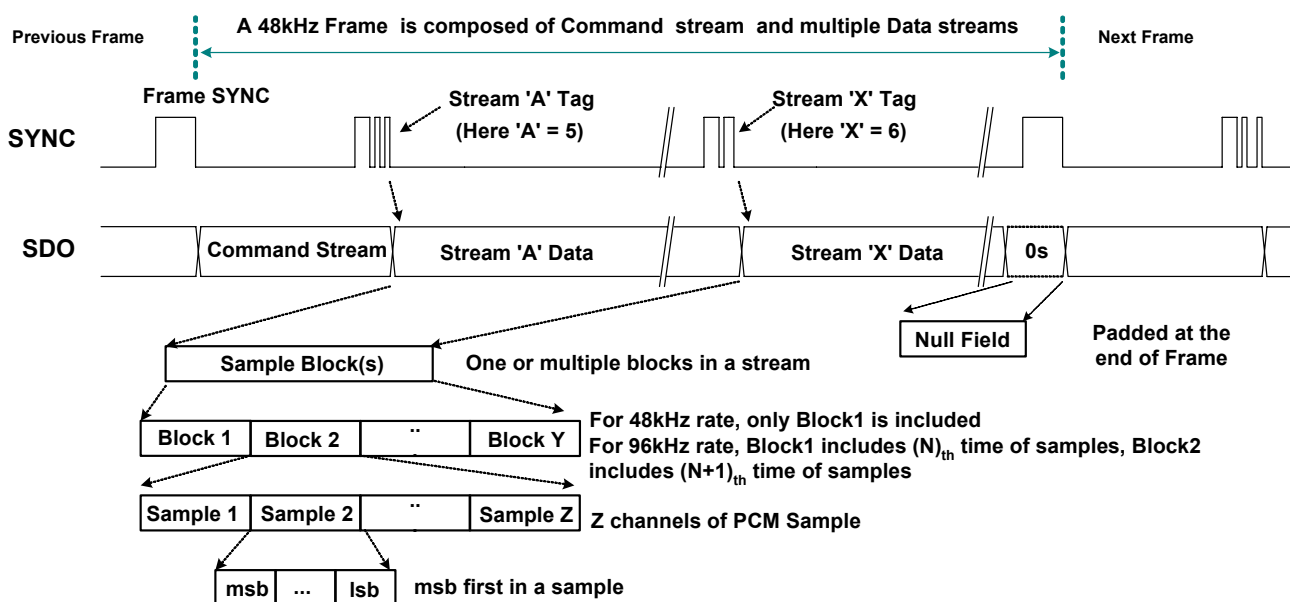 A 48kHz Frame is composed of Command stream and multiple Data streams
Previous Frame
Next Frame
Frame SYNC
Stream 'A' Tag
(Here 'A' = 5)
Stream 'X' Tag
(Here 'X' = 6)
SYNC
SDO
Command Stream
Stream 'A' Data
Stream 'X' Data
0s
Null Field
Padded at the
end of Frame
Sample Block(s)
One or multiple blocks in a stream
Block 1
Block 2
..
Block Y
For 48kHz rate, only Block1 is included
For 96kHz rate, Block1 includes (N)th time of samples, Block2
includes (N+1)th time of samples
Sample 1
Sample 2
..
Sample Z
Z channels of PCM Sample
msb
...
lsb
msb first in a sample